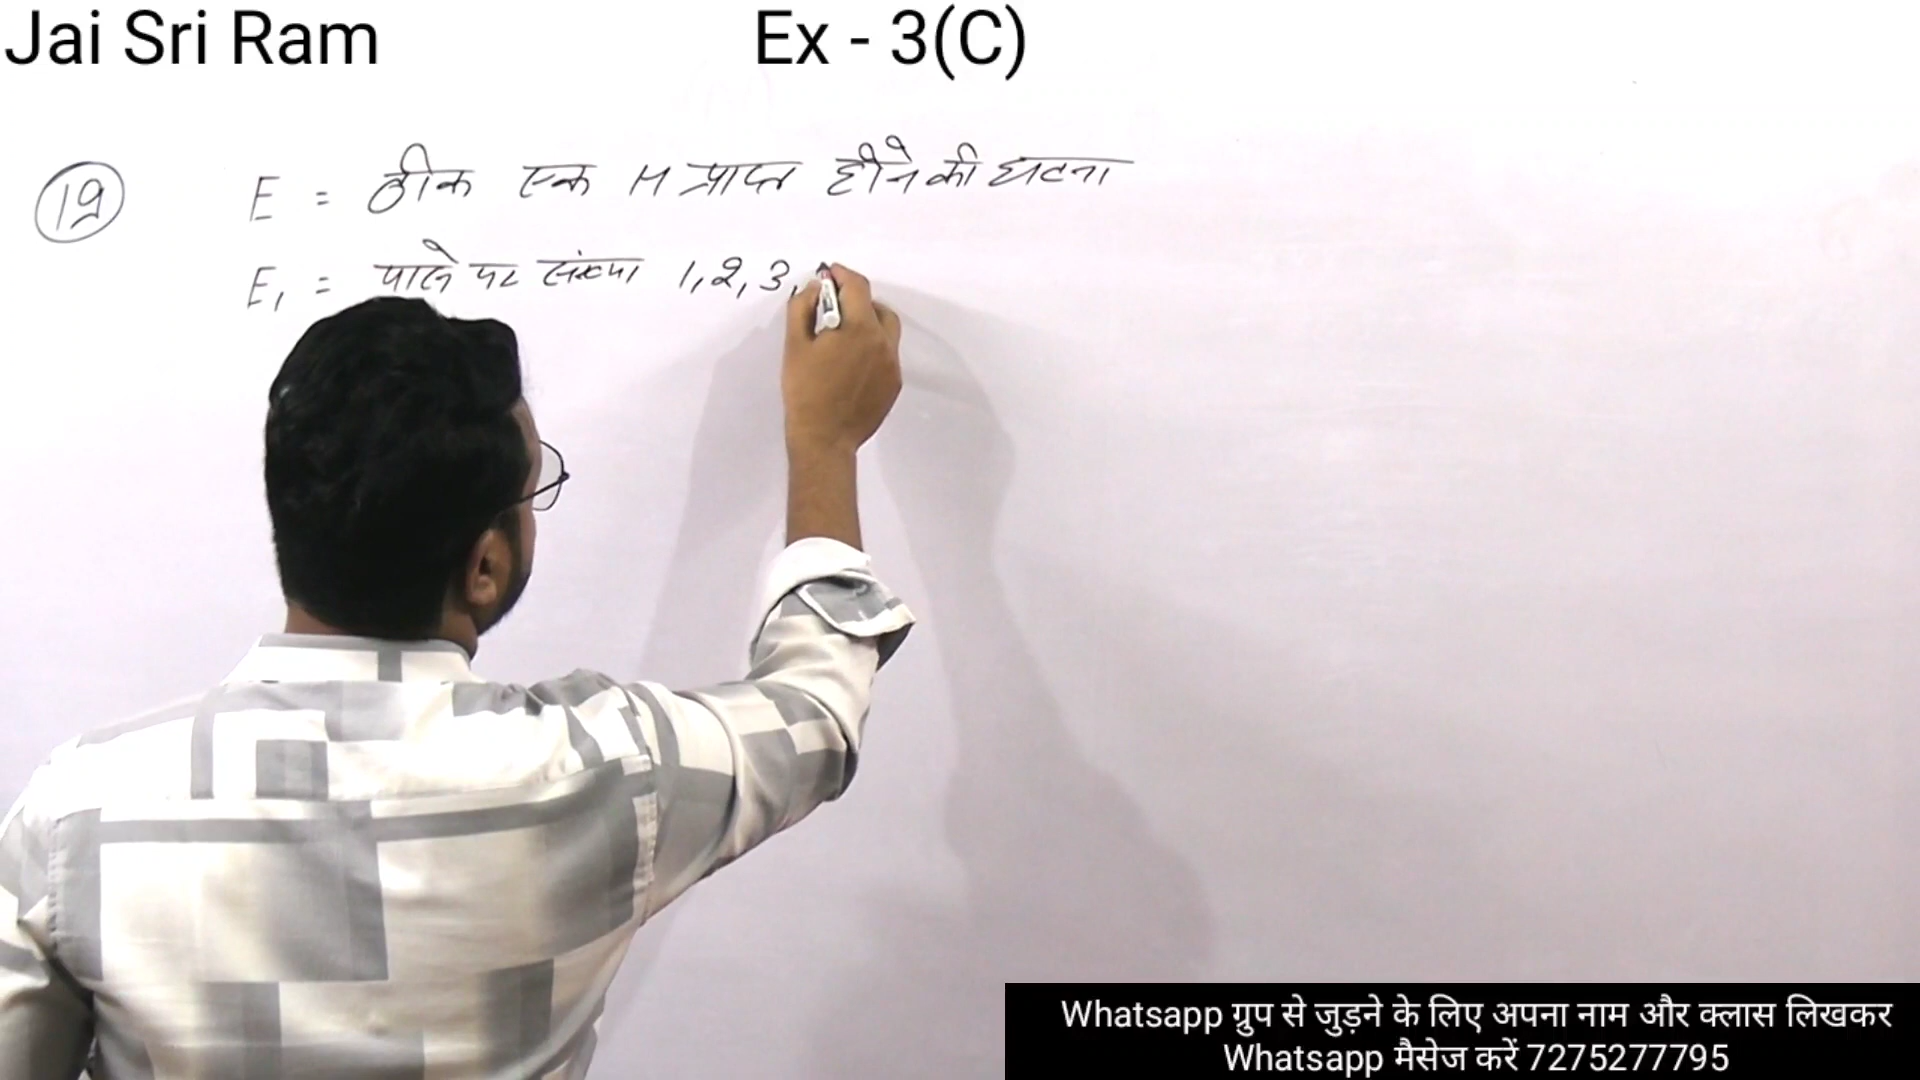 Jai Sri Ram
Ex - 3(C)
19 E = ठीक एक H प्राप्त होने की घटना
E₁ = पासे पर संख्या 1, 2, 3,
Whatsapp ग्रुप से जुड़ने के लिए अपना नाम और क्लास लिखकर
Whatsapp मैसेज करें 7275277795